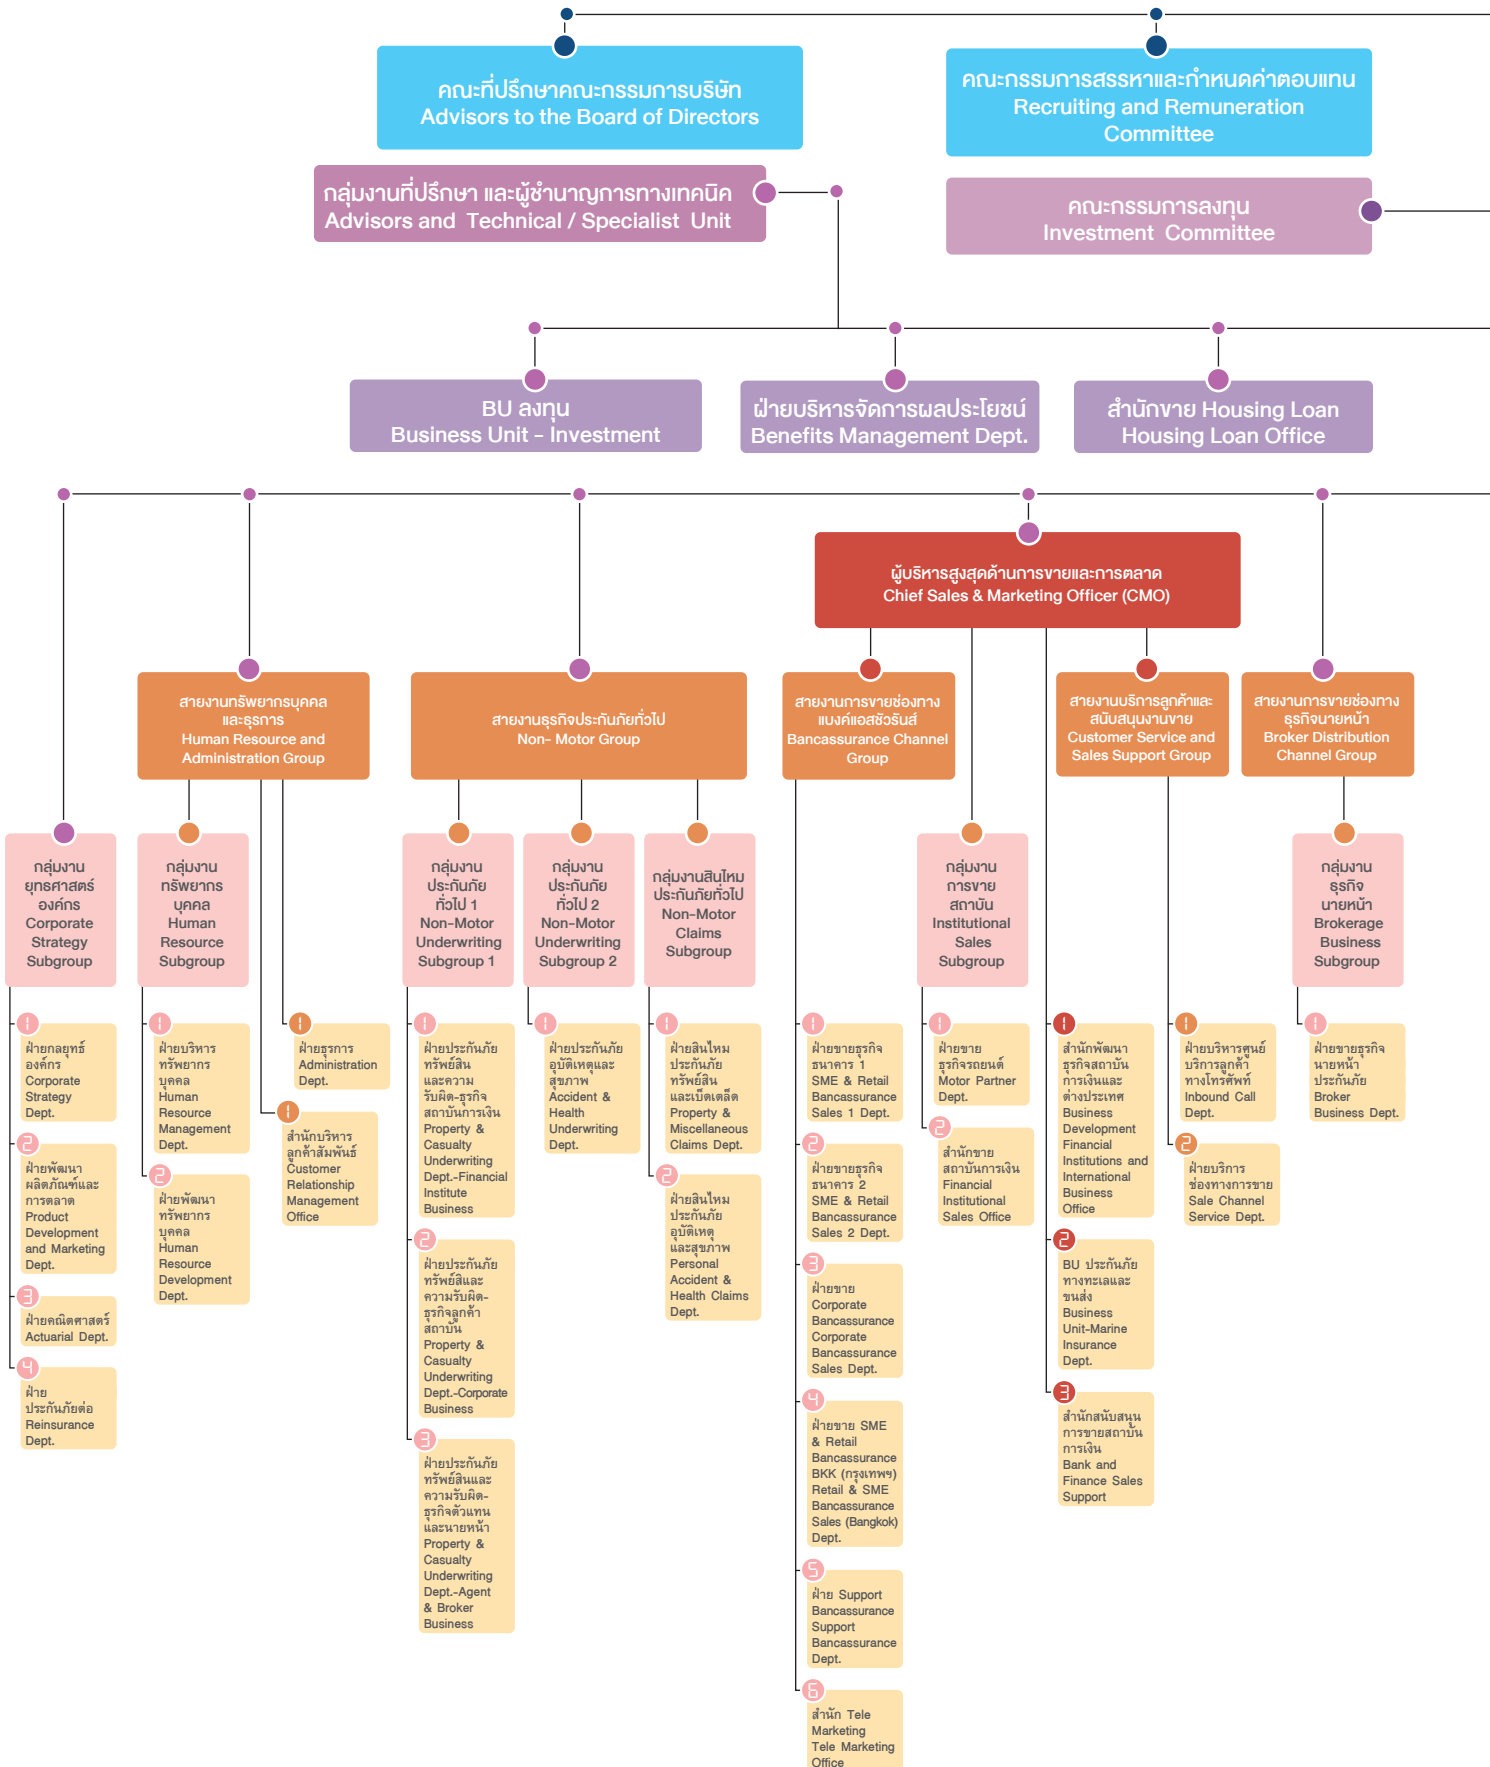 คณะที่ปรึกษาคณะกรรมการบริษัท
Advisors to the Board of Directors
คณะกรรมการสรรหาและกำหนดค่าตอบแทน
Recruiting and Remuneration
Committee
กลุ่มงานที่ปรึกษา และผู้ชำนาญการทางเทคนิค
Advisors and Technical / Specialist Unit
คณะกรรมการลงทุน
Investment Committee
BU ลงทุน
Business Unit - Investment
ฝ่ายบริหารจัดการผลประโยชน์
Benefits Management Dept.
สำนักขาย Housing Loan
Housing Loan Office
ผู้บริหารสูงสุดด้านการขายและการตลาด
Chief Sales & Marketing Officer (CMO)
สายงานทรัพยากรบุคคล
และธุรการ
Human Resource and
Administration Group
สายงานธุรกิจประกันภัยทั่วไป
Non- Motor Group
สายงานการขายช่องทาง
แบงค์แอสชัวรันส์
Bancassurance Channel
Group
สายงานบริการลูกค้าและ
สนับสนุนงานขาย
Customer Service and
Sales Support Group
สายงานการขายช่องทาง
ธุรกิจนายหน้า
Broker Distribution
Channel Group
กลุ่มงาน
ยุทธศาสตร์
องค์กร
Corporate
Strategy
Subgroup
กลุ่มงาน
ทรัพยากร
บุคคล
Human
Resource
Subgroup
กลุ่มงาน
ประกันภัย
ทั่วไป 1
Non-Motor
Underwriting
Subgroup 1
กลุ่มงาน
ประกันภัย
ทั่วไป 2
Non-Motor
Underwriting
Subgroup 2
กลุ่มงานสินไหม
ประกันภัยทั่วไป
Non-Motor
Claims
Subgroup
กลุ่มงาน
การขาย
สถาบัน
Institutional
Sales
Subgroup
กลุ่มงาน
ธุรกิจ
นายหน้า
Brokerage
Business
Subgroup
1
ฝ่ายกลยุทธ์
องค์กร
Corporate
Strategy
Dept.
2
ฝ่ายพัฒนา
ผลิตภัณฑ์และ
การตลาด
Product
Development
and Marketing
Dept.
3
ฝ่ายคณิตศาสตร์
Actuarial Dept.
4
ฝ่าย
ประกันภัยต่อ
Reinsurance
Dept.
1
ฝ่ายบริหาร
ทรัพยากร
บุคคล
Human
Resource
Management
Dept.
2
ฝ่ายพัฒนา
ทรัพยากร
บุคคล
Human
Resource
Development
Dept.
1
ฝ่ายธุรการ
Administration
Dept.
1
สำนักบริหาร
ลูกค้าสัมพันธ์
Customer
Relationship
Management
Office
1
ฝ่ายประกันภัย
ทรัพย์สิน
และความ
รับผิด-ธุรกิจ
สถาบันการเงิน
Property &
Casualty
Underwriting
Dept.-Financial
Institute
Business
2
ฝ่ายประกันภัย
ทรัพย์สิและ
ความรับผิด-
ธุรกิจลูกค้า
สถาบัน
Property &
Casualty
Underwriting
Dept.-Corporate
Business
3
ฝ่ายประกันภัย
ทรัพย์สินและ
ความรับผิด-
ธุรกิจตัวแทน
และนายหน้า
Property &
Casualty
Underwriting
Dept.-Agent
& Broker
Business
1
ฝ่ายประกันภัย
อุบัติเหตุและ
สุขภาพ
Accident &
Health
Underwriting
Dept.
1
ฝ่ายสินไหม
ประกันภัย
ทรัพย์สิน
และเบ็ดเตล็ด
Property &
Miscellaneous
Claims Dept.
2
ฝ่ายสินไหม
ประกันภัย
อุบัติเหตุ
และสุขภาพ
Personal
Accident &
Health Claims
Dept.
1
ฝ่ายขายธุรกิจ
ธนาคาร 1
SME & Retail
Bancassurance
Sales 1 Dept.
2
ฝ่ายขายธุรกิจ
ธนาคาร 2
SME & Retail
Bancassurance
Sales 2 Dept.
3
ฝ่ายขาย
Corporate
Bancassurance
Corporate
Bancassurance
Sales Dept.
4
ฝ่ายขาย SME
& Retail
Bancassurance
BKK (กรุงเทพฯ)
Retail & SME
Bancassurance
Sales (Bangkok)
Dept.
5
ฝ่าย Support
Bancassurance
Support
Bancassurance
Dept.
6
สำนัก Tele
Marketing
Tele Marketing
Office
1
ฝ่ายขาย
ธุรกิจรถยนต์
Motor Partner
Dept.
2
สำนักขาย
สถาบันการเงิน
Financial
Institutional
Sales Office
1
สำนักพัฒนา
ธุรกิจสถาบัน
การเงินและ
ต่างประเทศ
Business
Development
Financial
Institutions and
International
Business
Office
2
BU ประกันภัย
ทางทะเลและ
ขนส่ง
Business
Unit-Marine
Insurance
Dept.
3
สำนักสนับสนุน
การขายสถาบัน
การเงิน
Bank and
Finance Sales
Support
1
ฝ่ายบริหารศูนย์
บริการลูกค้า
ทางโทรศัพท์
Inbound Call
Dept.
2
ฝ่ายบริการ
ช่องทางการขาย
Sale Channel
Service Dept.
1
ฝ่ายขายธุรกิจ
นายหน้า
ประกันภัย
Broker
Business Dept.